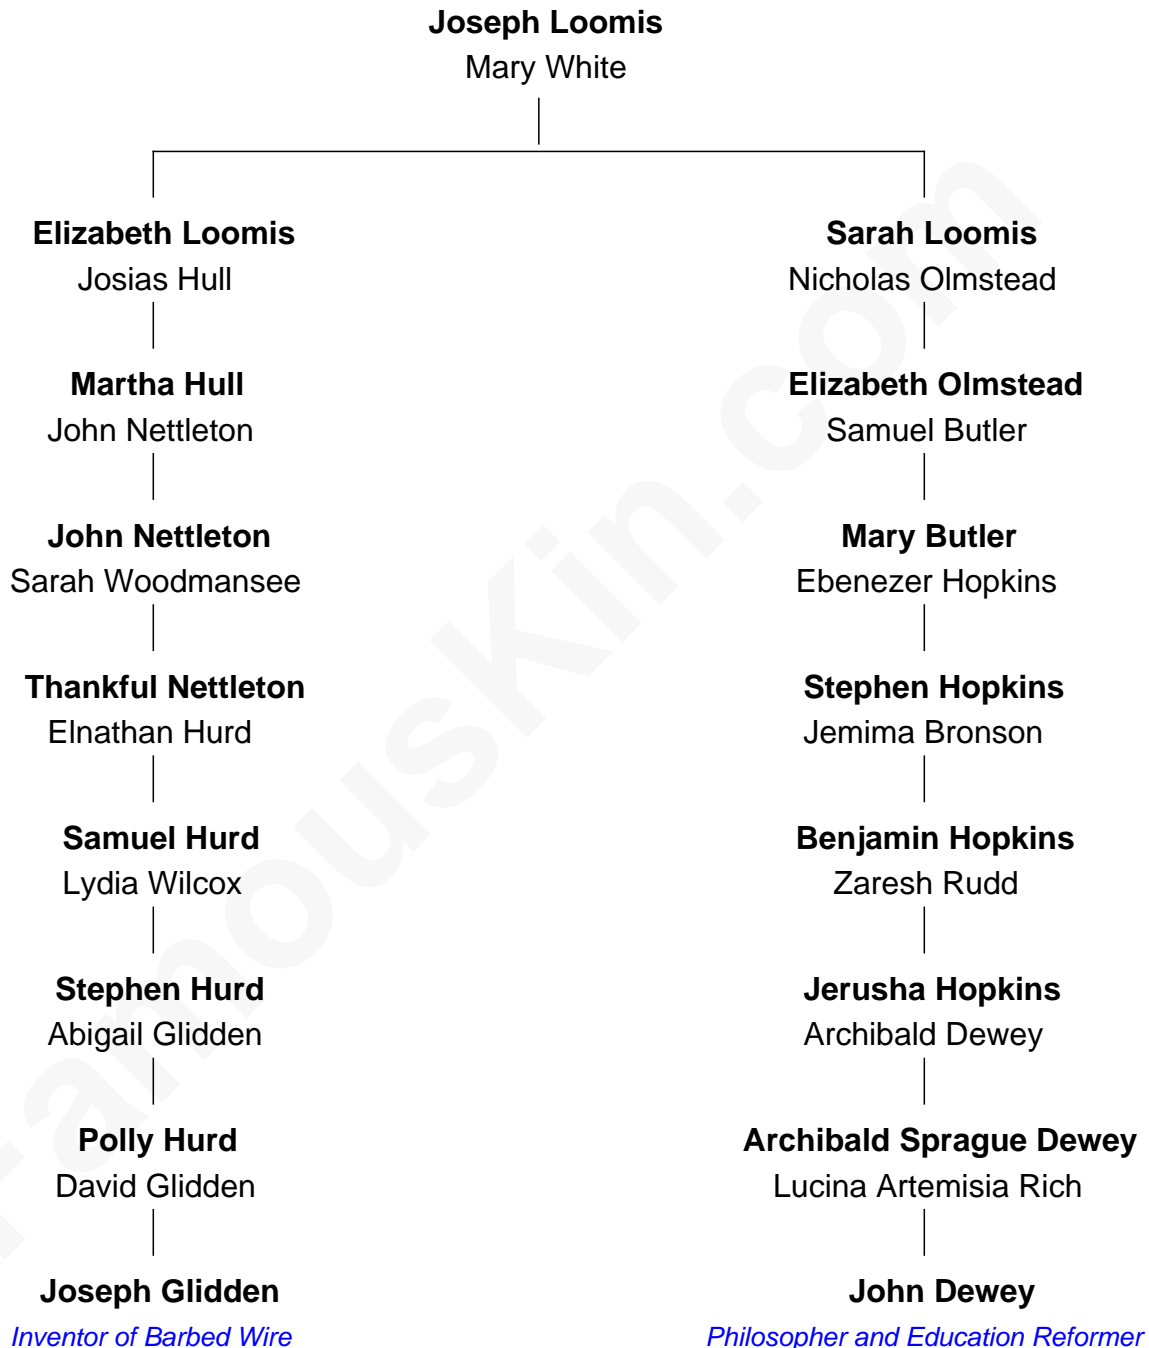 Joseph Loomis
Mary White
Elizabeth Loomis
Josias Hull
Martha Hull
John Nettleton
John Nettleton
Sarah Woodmansee
Thankful Nettleton
Elnathan Hurd
Samuel Hurd
Lydia Wilcox
Stephen Hurd
Abigail Glidden
Polly Hurd
David Glidden
Joseph Glidden
Inventor of Barbed Wire
Sarah Loomis
Nicholas Olmstead
Elizabeth Olmstead
Samuel Butler
Mary Butler
Ebenezer Hopkins
Stephen Hopkins
Jemima Bronson
Benjamin Hopkins
Zaresh Rudd
Jerusha Hopkins
Archibald Dewey
Archibald Sprague Dewey
Lucina Artemisia Rich
John Dewey
Philosopher and Education Reformer
FamousKin.com